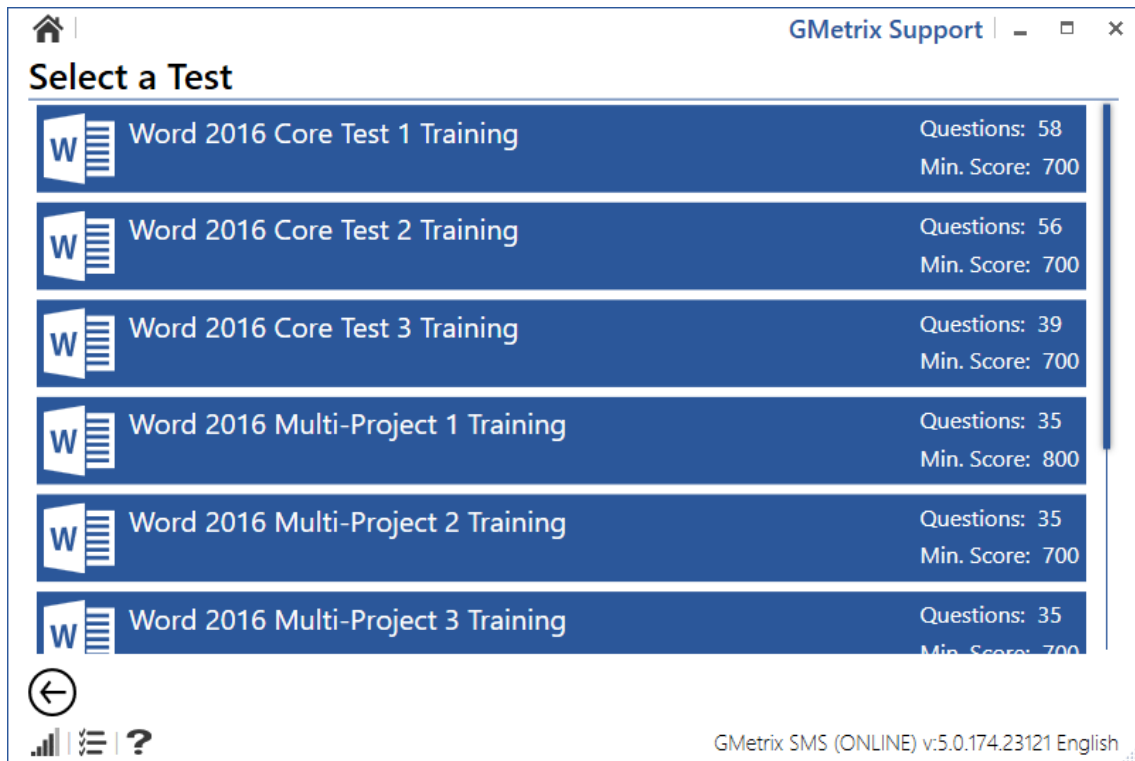 GMetrix Support
Select a Test
Word 2016 Core Test 1 Training
Questions: 58
Min. Score: 700
Word 2016 Core Test 2 Training
Questions: 56
Min. Score: 700
Word 2016 Core Test 3 Training
Questions: 39
Min. Score: 700
Word 2016 Multi-Project 1 Training
Questions: 35
Min. Score: 800
Word 2016 Multi-Project 2 Training
Questions: 35
Min. Score: 700
Word 2016 Multi-Project 3 Training
Questions: 35
Min. Score: 700
GMetrix SMS (ONLINE) v:5.0.174.23121 English